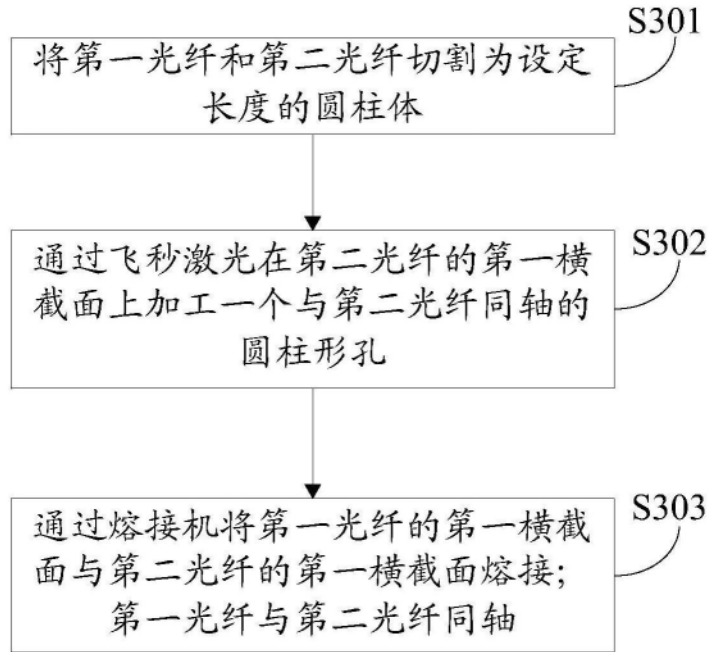 S301
将第一光纤和第二光纤切割为设定
长度的圆柱体
S302
通过飞秒激光在第二光纤的第一横
截面上加工一个与第二光纤同轴的
圆柱形孔
S303
通过熔接机将第一光纤的第一横截
面与第二光纤的第一横截面熔接；
第一光纤与第二光纤同轴